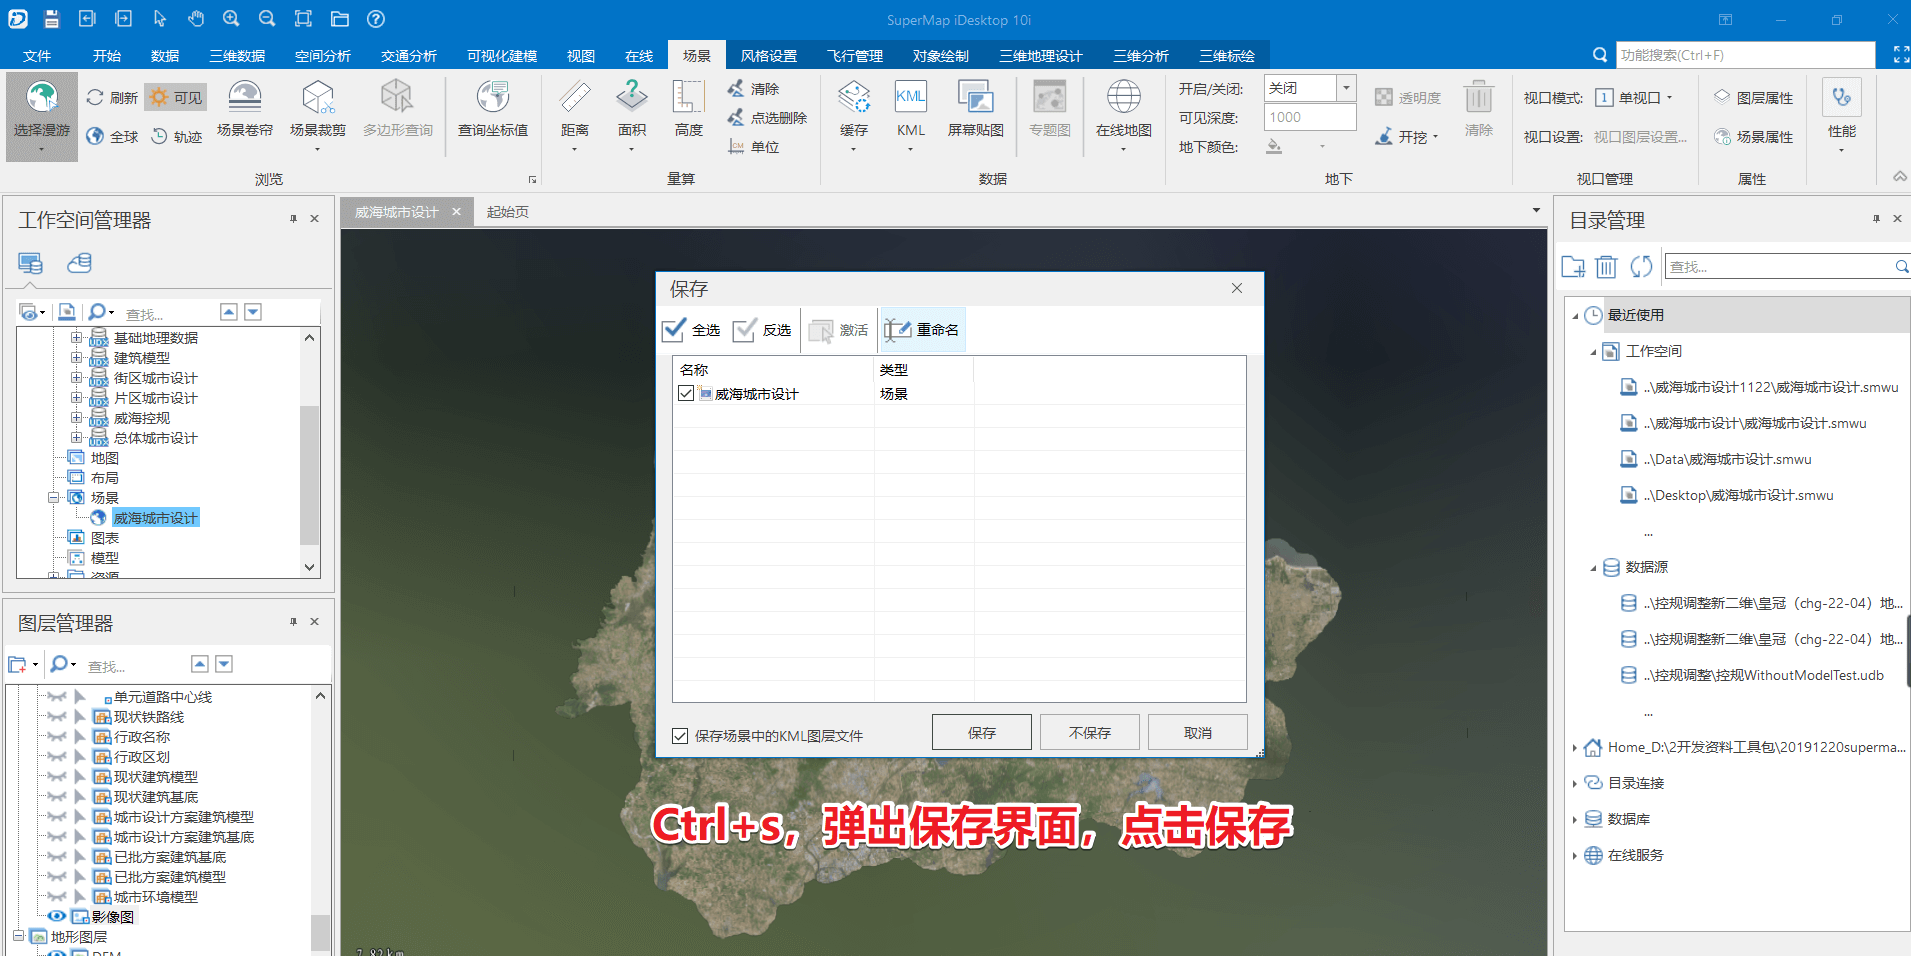 SuperMap iDesktop 10i
文件 开始 数据 三维数据 空间分析 交通分析 可视化建模 视图 在线 场景 风格设置 飞行管理 对象绘制 三维地理设计 三维分析 三维标绘
功能搜索(Ctrl+F)
选择漫游
刷新
可见
全球
轨迹
场景卷帘
场景裁剪
多边形查询
查询坐标值
浏览
距离
面积
高度
清除
点选删除
单位
量算
缓存
KML
KML
屏幕贴图
专题图
在线地图
数据
开启/关闭:
关闭
可见深度:
1000
地下颜色:
透明度
开挖
清除
地下
视口模式:
1 单视口
视口设置: 视口图层设置...
视口管理
图层属性
场景属性
属性
性能
工作空间管理器
查找...
基础地理数据
建筑模型
街区城市设计
片区城市设计
威海控规
总体城市设计
地图
布局
场景
威海城市设计
图表
模型
资源
图层管理器
查找...
单元道路中心线
现状铁路线
行政名称
行政区划
现状建筑模型
现状建筑基底
城市设计方案建筑模型
城市设计方案建筑基底
已批方案建筑基底
已批方案建筑模型
城市环境模型
影像图
地形图层
DEM
威海城市设计
起始页
保存
全选
反选
激活
重命名
名称 类型
威海城市设计 场景
保存场景中的KML图层文件
保存
不保存
取消
Ctrl+s，弹出保存界面，点击保存
7.82km
目录管理
查找...
最近使用
工作空间
..\威海城市设计1122\威海城市设计.smwu
..\威海城市设计\威海城市设计.smwu
..\Data\威海城市设计.smwu
..\Desktop\威海城市设计.smwu
...
数据源
..\控规调整新二维\皇冠（chg-22-04）地...
..\控规调整新二维\皇冠（chg-22-04）地...
..\控规调整\控规WithoutModelTest.udb
...
Home_D:\2开发资料工具包\20191220superma...
目录连接
数据库
在线服务